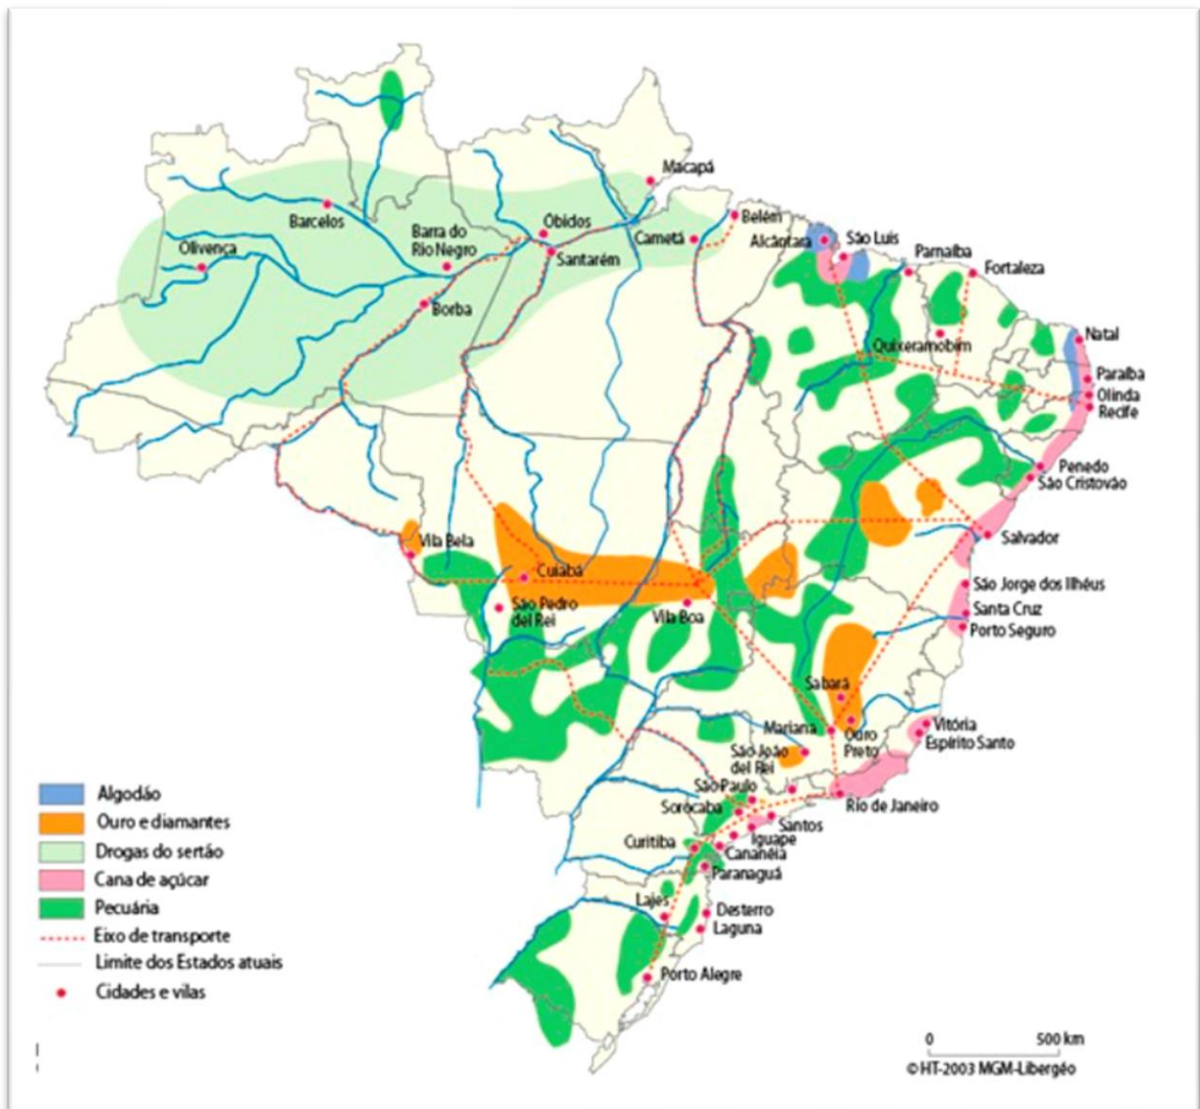 Macapá
Barcelos
Óbidos
Belém
Barra do
Rio Negro
Cametá
Alcântara
São Luis
Olivença
Santarém
Parnaíba
Fortaleza
Borba
Quixeramobim
Natal
Paraíba
Olinda
Recife
Penedo
São Cristovão
Vila Bela
Salvador
Cuiabá
São Jorge dos Ilhéus
São Pedro
del Rei
Vila Boa
Santa Cruz
Porto Seguro
Sabará
Mariana
Ouro
Preto
Vitória
Espírito Santo
São João
del Rei
São Paulo
Sorocaba
Rio de Janeiro
Santos
Iguape
Curitiba
Cananéia
Paranaguá
Lajes
Desterro
Laguna
Porto Alegre
Algodão
Ouro e diamantes
Drogas do sertão
Cana de açúcar
Pecuária
Eixo de transporte
Limite dos Estados atuais
Cidades e vilas
0 500 km
©HT-2003 MGM-Libergéo